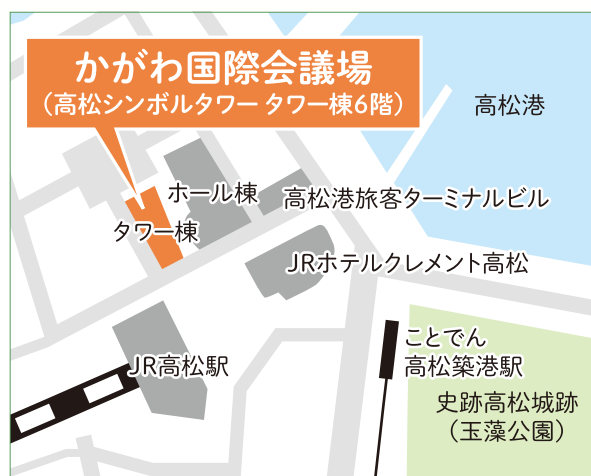 かがわ国際会議場
（高松シンボルタワー タワー棟6階）
高松港
ホール棟
高松港旅客ターミナルビル
タワー棟
JRホテルクレメント高松
ことでん
高松築港駅
JR高松駅
史跡高松城跡
（玉藻公園）